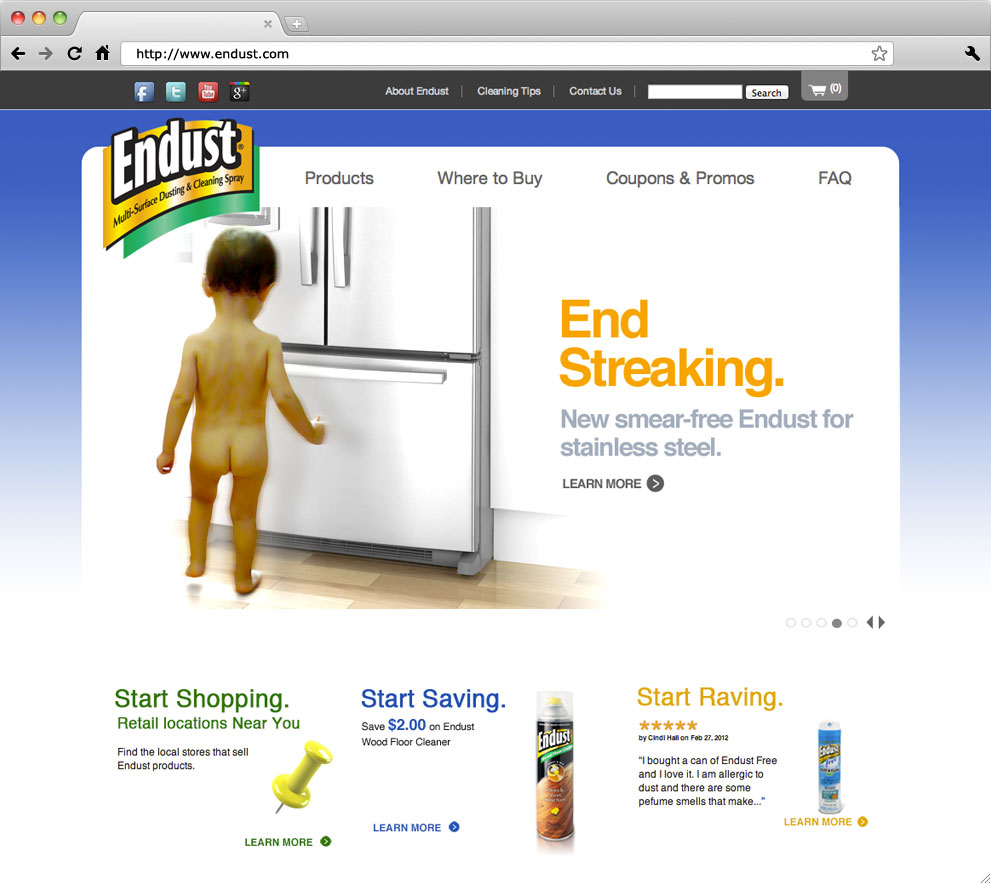 http://www.endust.com
About Endust
Cleaning Tips
Contact Us
Search
(0)
Endust®
Multi-Surface Dusting & Cleaning Spray
Products
Where to Buy
Coupons & Promos
FAQ
End
Streaking.
New smear-free Endust for
stainless steel.
LEARN MORE
Start Shopping.
Retail locations Near You
Find the local stores that sell
Endust products.
LEARN MORE
Start Saving.
Save $2.00 on Endust
Wood Floor Cleaner
LEARN MORE
Endust
Start Raving.
by Cindi Hall on Feb 27, 2012
“I bought a can of Endust Free
and I love it. I am allergic to
dust and there are some
pefume smells that make...”
Endust
free
LEARN MORE